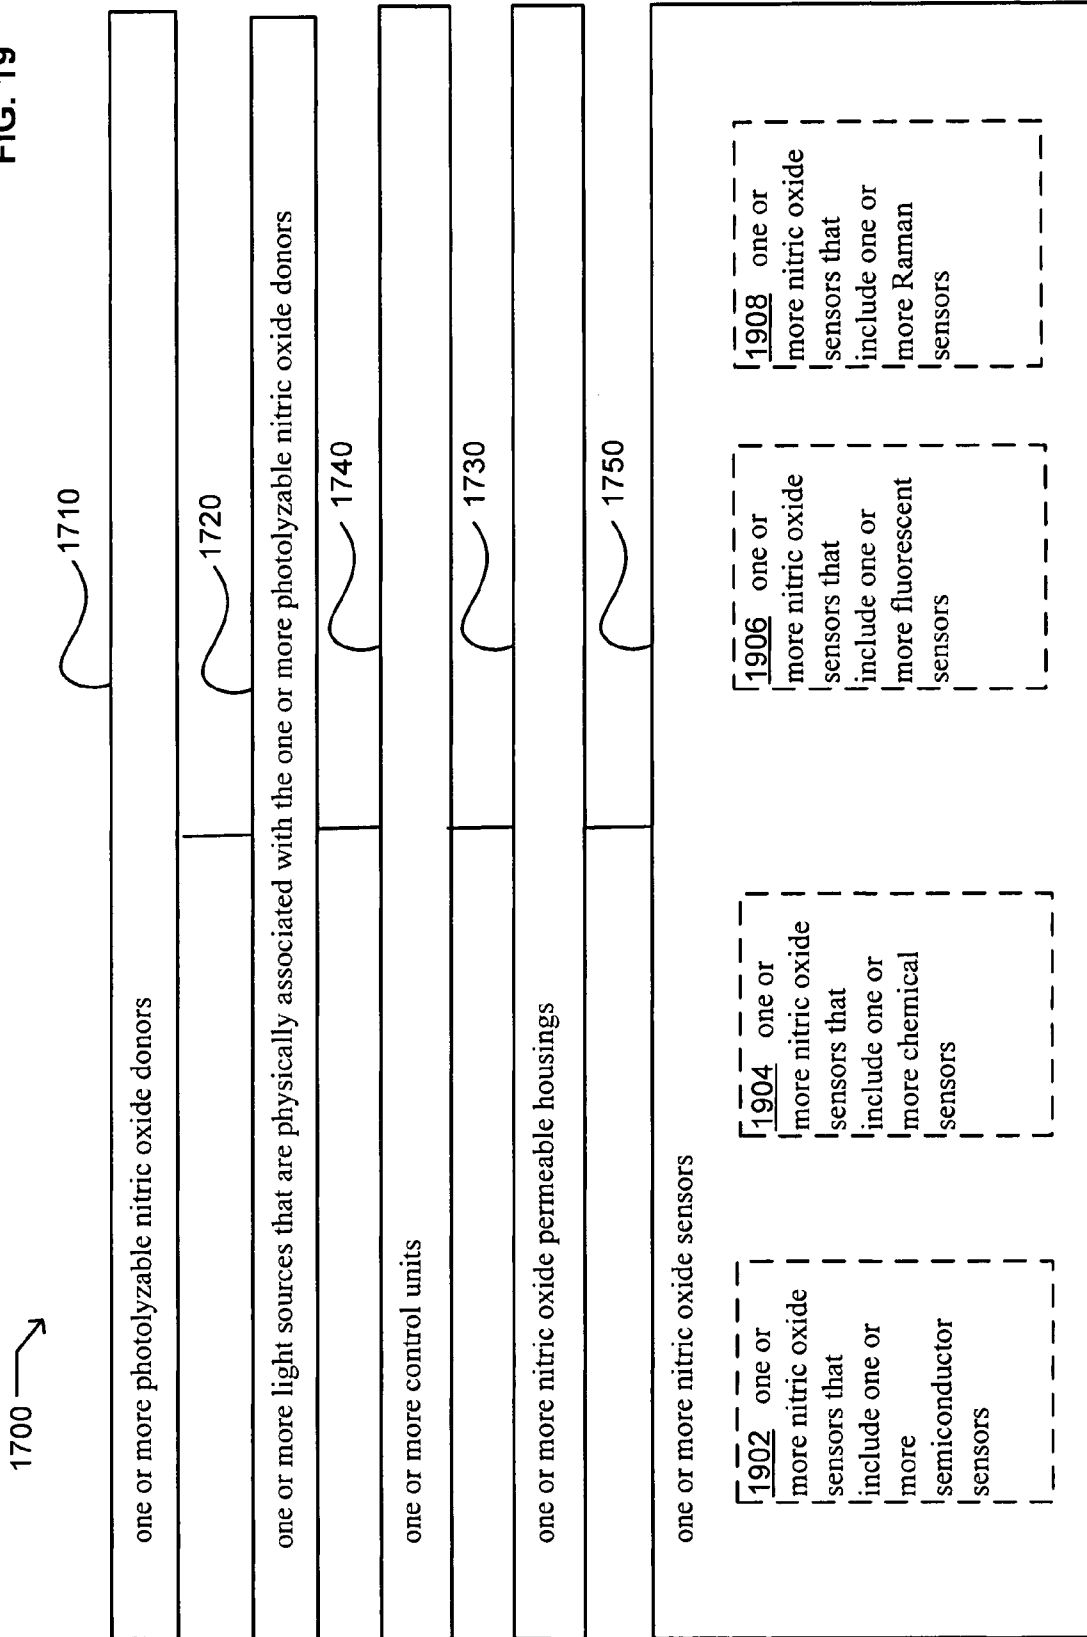 FIG. 19
1700
1710
one or more photolyzable nitric oxide donors
1720
one or more light sources that are physically associated with the one or more photolyzable nitric oxide donors
1740
one or more control units
1730
one or more nitric oxide permeable housings
1750
one or more nitric oxide sensors
1902 one or
more nitric oxide
sensors that
include one or
more
semiconductor
sensors
1904 one or
more nitric oxide
sensors that
include one or
more chemical
sensors
1906 one or
more nitric oxide
sensors that
include one or
more fluorescent
sensors
1908 one or
more nitric oxide
sensors that
include one or
more Raman
sensors